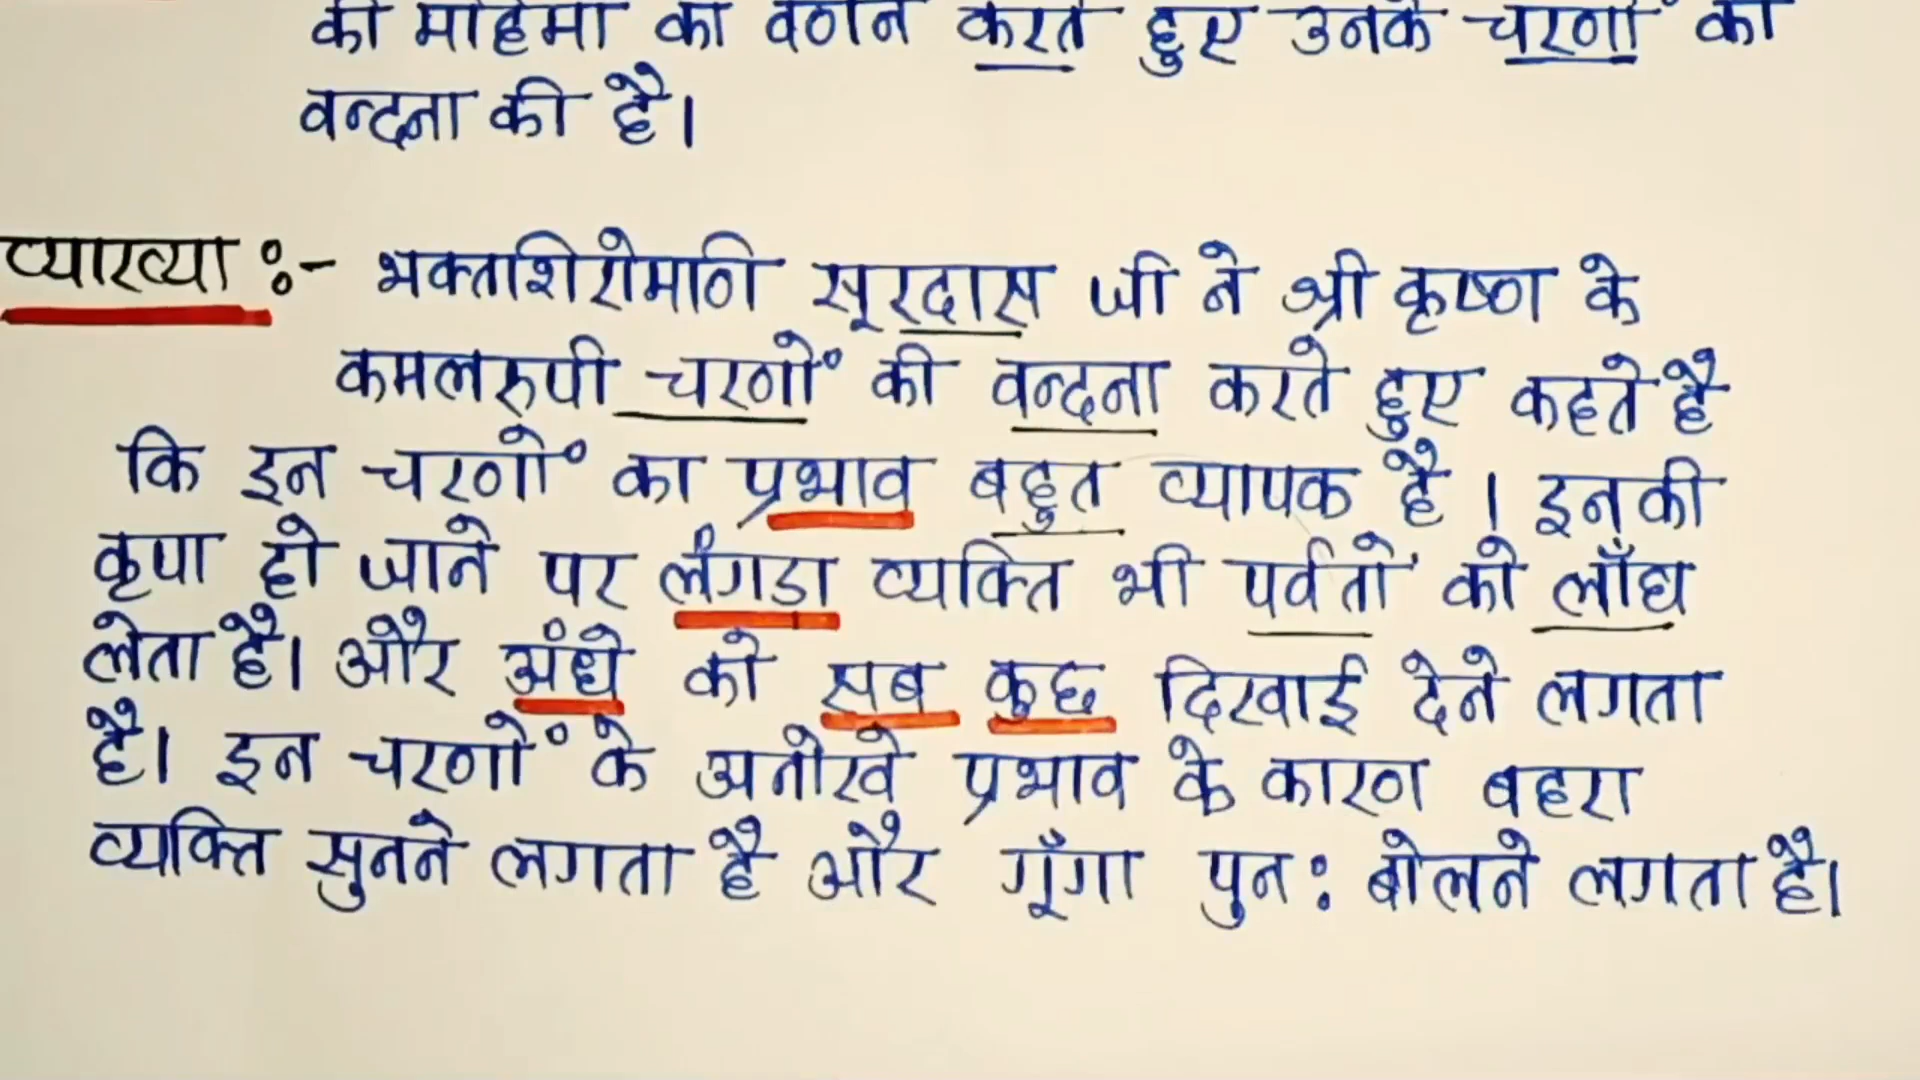 की महिमा का वर्णन करते हुए उनके चरणों की
वन्दना की है।
व्याख्या :- भक्तशिरोमणि सूरदास जी ने श्री कृष्ण के
कमलरुपी चरणों की वन्दना करते हुए कहते है
कि इन चरणों का प्रभाव बहुत व्यापक है । इनकी
कृपा हो जाने पर लंगडा व्यक्ति भी पर्वतों को लाँघ
लेता है। और अंधे को सब कुछ दिखाई देने लगता
है। इन चरणों के अनोखे प्रभाव के कारण बहरा
व्यक्ति सुनने लगता है और गूँगा पुन: बोलने लगता है।